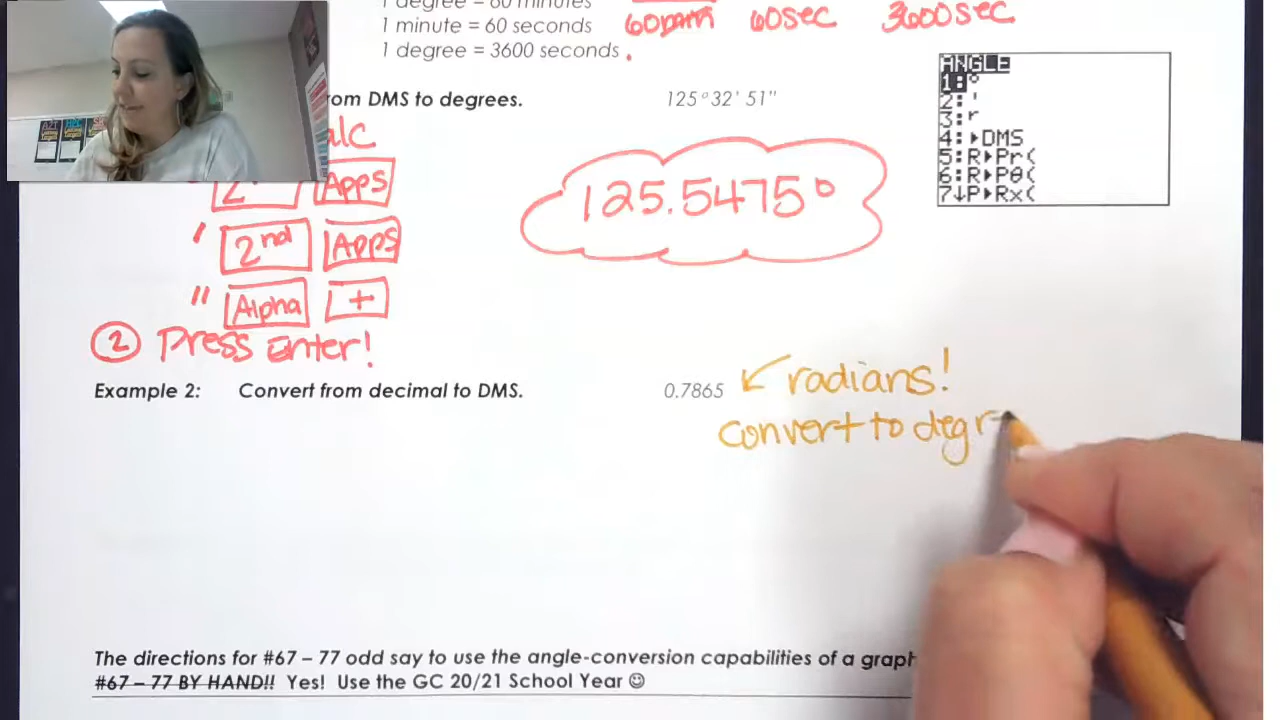 1 degree = 60 minutes
1 minute = 60 seconds
1 degree = 3600 seconds
60min 60sec 3600sec
from DMS to degrees. 125° 32' 51"
Apps
' 2nd Apps
" Alpha +
② Press Enter!
125.5475°
ANGLE
1:°
2:'
3:r
4:▸DMS
5:R▸Pr(
6:R▸Pθ(
7↓P▸Rx(
Example 2: Convert from decimal to DMS. 0.7865
↙ radians!
convert to degr
The directions for #67 – 77 odd say to use the angle-conversion capabilities of a graph
#67 – 77 BY HAND!! Yes! Use the GC 20/21 School Year ☺